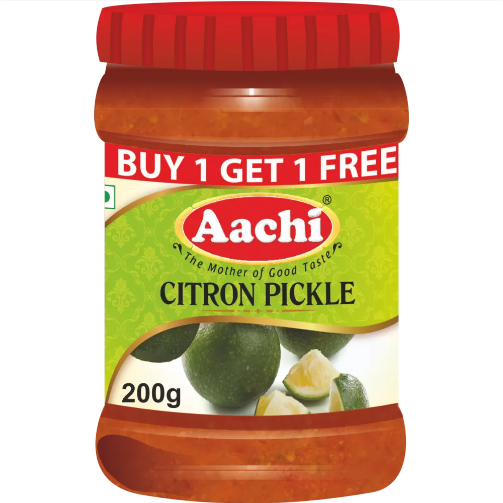 BUY 1 GET 1 FREE
Aachi®
The Mother of Good Taste
CITRON PICKLE
200g